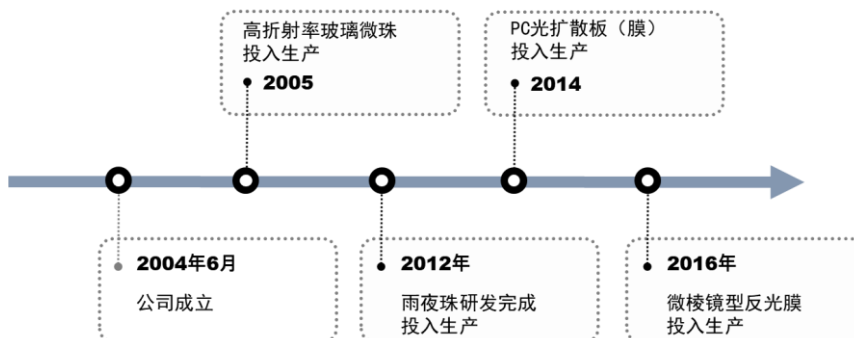 高折射率玻璃微珠
投入生产
2005
PC光扩散板（膜）
投入生产
2014
2004年6月
公司成立
2012年
雨夜珠研发完成
投入生产
2016年
微棱镜型反光膜
投入生产